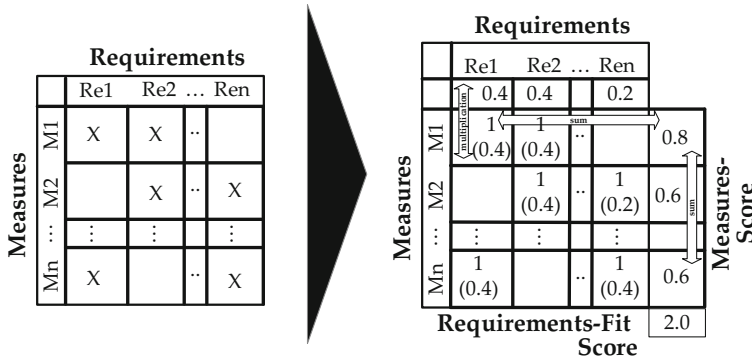 Requirements
Re1 Re2 … Ren
Measures
M1 X X ..
M2 X .. X
… ⋮ ⋮ ⋮
Mn X .. X
Requirements
Re1 Re2 … Ren
0.4 0.4 0.2
multiplication
sum
Measures
M1 1 1 .. 0.8
(0.4) (0.4)
M2 1 .. 1 0.6
(0.4) (0.2)
… ⋮ ⋮ ⋮
Mn 1 .. 1 0.6
(0.4) (0.4)
sum
Measures-
Score
Requirements-Fit
Score
2.0